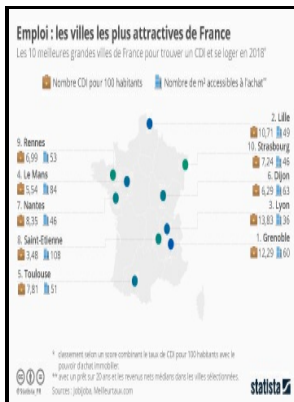 Emploi : les villes les plus attractives de France
Les 10 meilleures grandes villes de France pour trouver un CDI et se loger en 2018*
Nombre CDI pour 100 habitants
Nombre de m² accessibles à l'achat**
9. Rennes
6,99 53
4. Le Mans
5,54 84
7. Nantes
8,35 46
8. Saint-Etienne
3,48 108
5. Toulouse
7,81 51
2. Lille
10,71 49
10. Strasbourg
7,24 46
6. Dijon
6,29 63
3. Lyon
13,83 36
1. Grenoble
12,29 60
* classement selon un score combinant le taux de CDI pour 100 habitants avec le
pouvoir d'achat immobilier.
** avec un prêt sur 20 ans et les revenus nets médians dans les villes sélectionnées.
@Statista_FR
Sources : Jobijoba, Meilleurtaux.com
statista